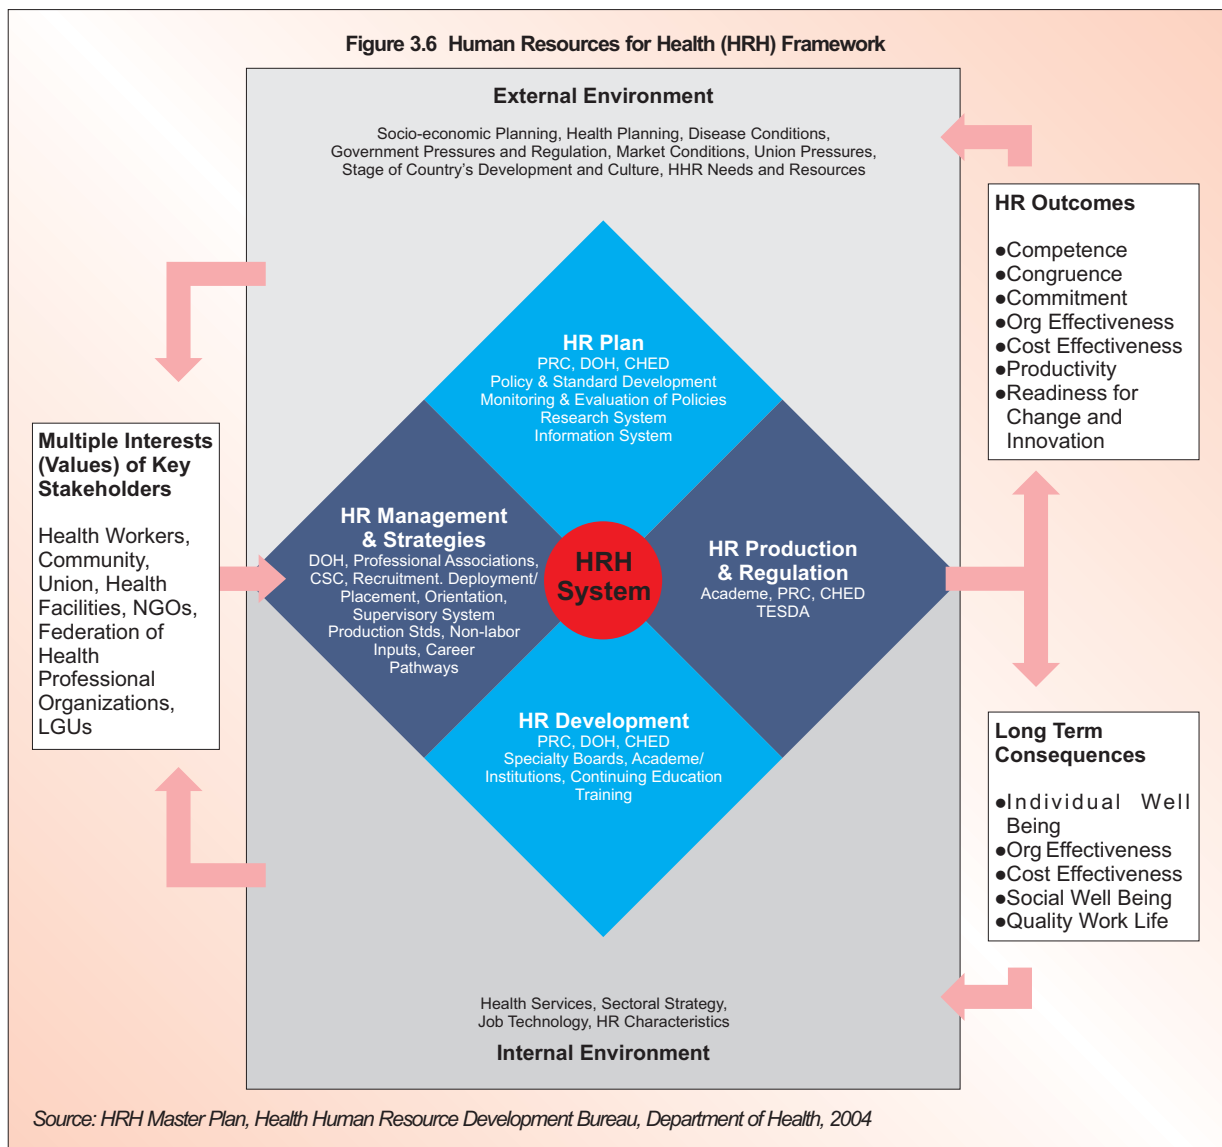 Figure 3.6 Human Resources for Health (HRH) Framework
External Environment
Socio-economic Planning, Health Planning, Disease Conditions,
Government Pressures and Regulation, Market Conditions, Union Pressures,
Stage of Country's Development and Culture, HHR Needs and Resources
HR Plan
PRC, DOH, CHED
Policy & Standard Development
Monitoring & Evaluation of Policies
Research System
Information System
Multiple Interests
(Values) of Key
Stakeholders
Health Workers,
Community,
Union, Health
Facilities, NGOs,
Federation of
Health
Professional
Organizations,
LGUs
HR Management
& Strategies
DOH, Professional Associations,
CSC, Recruitment. Deployment/
Placement, Orientation,
Supervisory System
Production Stds, Non-labor
Inputs, Career
Pathways
HRH
System
HR Production
& Regulation
Academe, PRC, CHED
TESDA
HR Development
PRC, DOH, CHED
Specialty Boards, Academe/
Institutions, Continuing Education
Training
HR Outcomes
●Competence
●Congruence
●Commitment
●Org Effectiveness
●Cost Effectiveness
●Productivity
●Readiness for
Change and
Innovation
Long Term
Consequences
●Individual Well
Being
●Org Effectiveness
●Cost Effectiveness
●Social Well Being
●Quality Work Life
Health Services, Sectoral Strategy,
Job Technology, HR Characteristics
Internal Environment
Source: HRH Master Plan, Health Human Resource Development Bureau, Department of Health, 2004